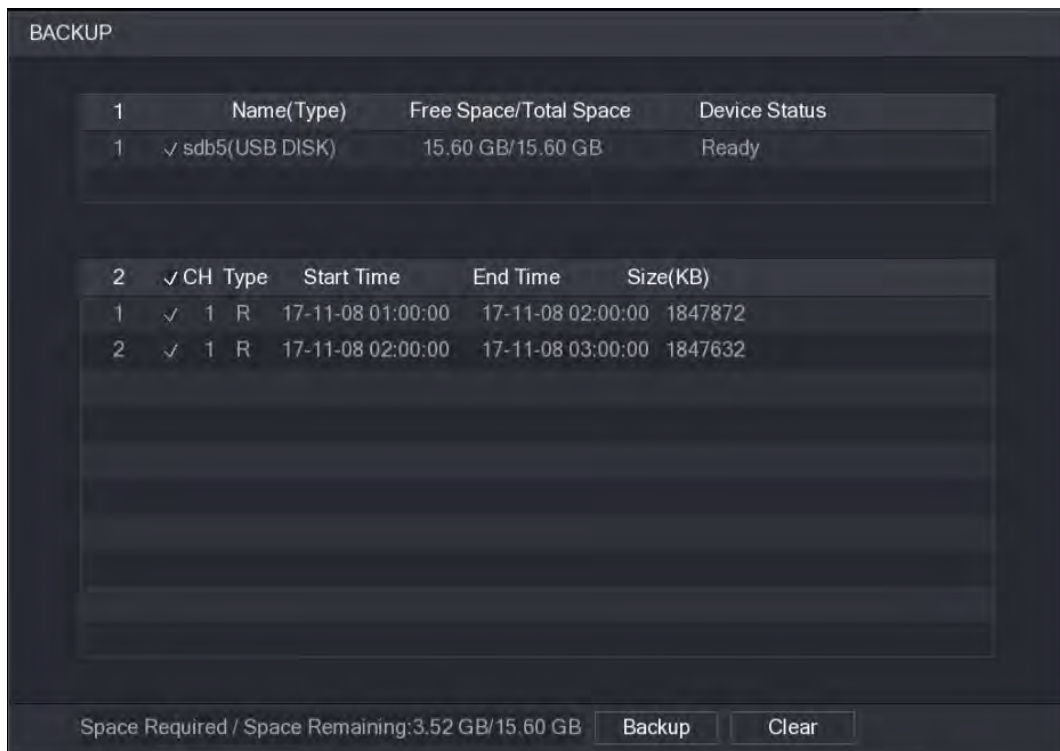 BACKUP
1 Name(Type) Free Space/Total Space Device Status
1 ✓ sdb5(USB DISK) 15.60 GB/15.60 GB Ready
2 ✓ CH Type Start Time End Time Size(KB)
1 ✓ 1 R 17-11-08 01:00:00 17-11-08 02:00:00 1847872
2 ✓ 1 R 17-11-08 02:00:00 17-11-08 03:00:00 1847632
Space Required / Space Remaining:3.52 GB/15.60 GB Backup Clear